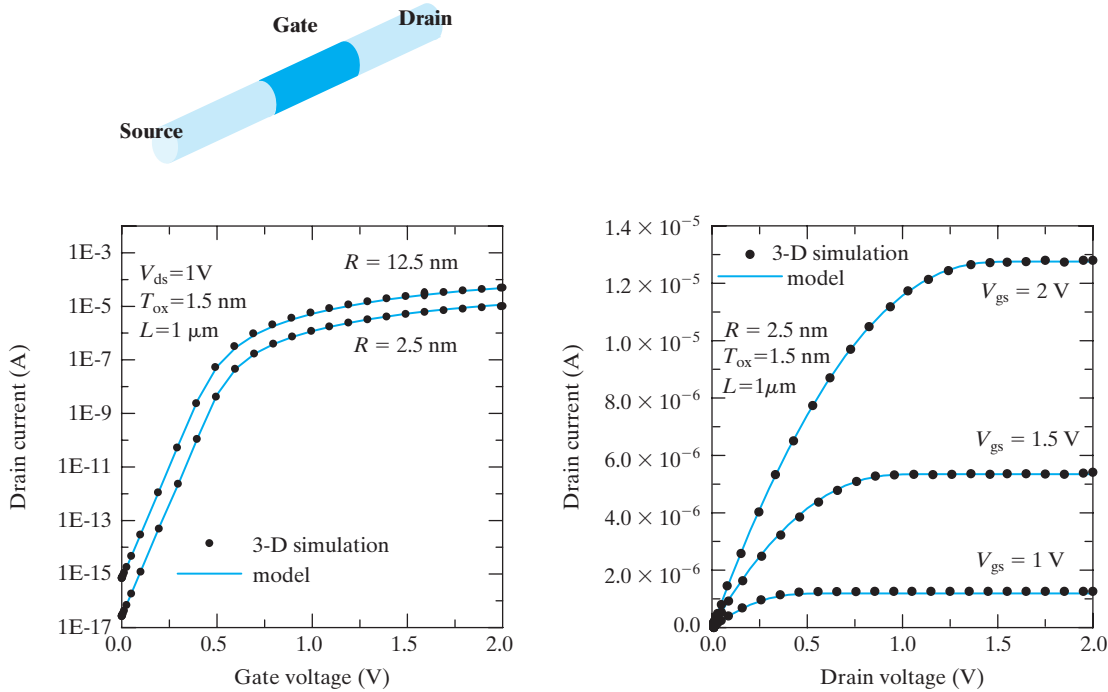 Drain
Gate
Source
Drain current (A)
1E-3
1E-5
1E-7
1E-9
1E-11
1E-13
1E-15
1E-17
V_ds=1V
T_ox=1.5 nm
L=1 μm
R = 12.5 nm
R = 2.5 nm
3-D simulation
model
0.0 0.5 1.0 1.5 2.0
Gate voltage (V)
Drain current (A)
1.4 × 10⁻⁵
1.2 × 10⁻⁵
1.0 × 10⁻⁵
8.0 × 10⁻⁶
6.0 × 10⁻⁶
4.0 × 10⁻⁶
2.0 × 10⁻⁶
0.0
3-D simulation
model
R = 2.5 nm
T_ox=1.5 nm
L=1μm
V_gs = 2 V
V_gs = 1.5 V
V_gs = 1 V
0.0 0.5 1.0 1.5 2.0
Drain voltage (V)